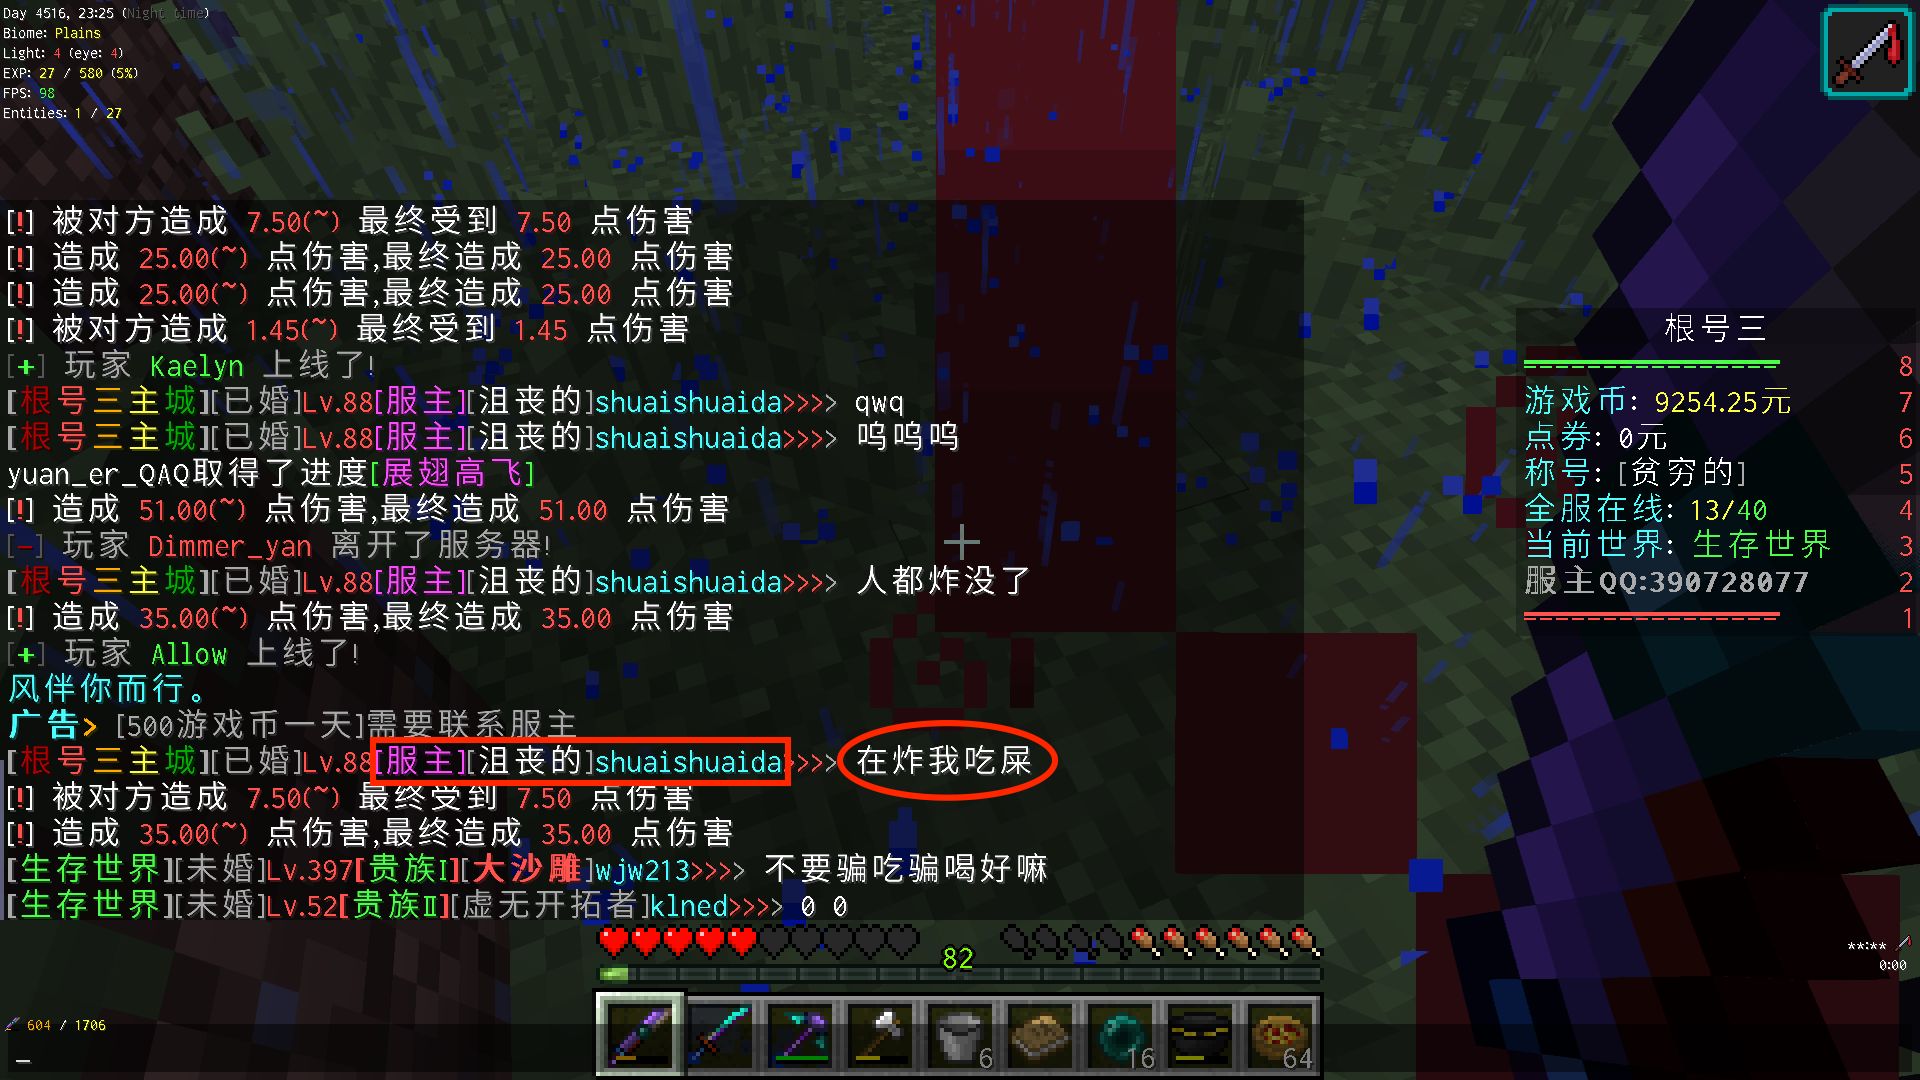 Day 4516, 23:25 (Night time)
Biome: Plains
Light: 4 (eye: 4)
EXP: 27 / 580 (5%)
FPS: 98
Entities: 1 / 27
[!] 被对方造成 7.50(~) 最终受到 7.50 点伤害
[!] 造成 25.00(~) 点伤害,最终造成 25.00 点伤害
[!] 造成 25.00(~) 点伤害,最终造成 25.00 点伤害
[!] 被对方造成 1.45(~) 最终受到 1.45 点伤害
[+] 玩家 Kaelyn 上线了!
[根号三主城][已婚]Lv.88[服主][沮丧的]shuaishuaida>>>> qwq
[根号三主城][已婚]Lv.88[服主][沮丧的]shuaishuaida>>>> 呜呜呜
yuan_er_QAQ取得了进度[展翅高飞]
[!] 造成 51.00(~) 点伤害,最终造成 51.00 点伤害
[-] 玩家 Dimmer_yan 离开了服务器!
[根号三主城][已婚]Lv.88[服主][沮丧的]shuaishuaida>>>> 人都炸没了
[!] 造成 35.00(~) 点伤害,最终造成 35.00 点伤害
[+] 玩家 Allow 上线了!
风伴你而行。
广告> [500游戏币一天]需要联系服主
[根号三主城][已婚]Lv.88[服主][沮丧的]shuaishuaida>>>> 在炸我吃屎
[!] 被对方造成 7.50(~) 最终受到 7.50 点伤害
[!] 造成 35.00(~) 点伤害,最终造成 35.00 点伤害
[生存世界][未婚]Lv.397[贵族I][大沙雕]wjw213>>>> 不要骗吃骗喝好嘛
[生存世界][未婚]Lv.52[贵族II][虚无开拓者]klned>>>> 0 0
根号三
8
游戏币: 9254.25元 7
点券: 0元 6
称号: [贫穷的] 5
全服在线: 13/40 4
当前世界: 生存世界 3
服主QQ:390728077 2
1
82
**:**
0:00
604 / 1706
6
16
64
_